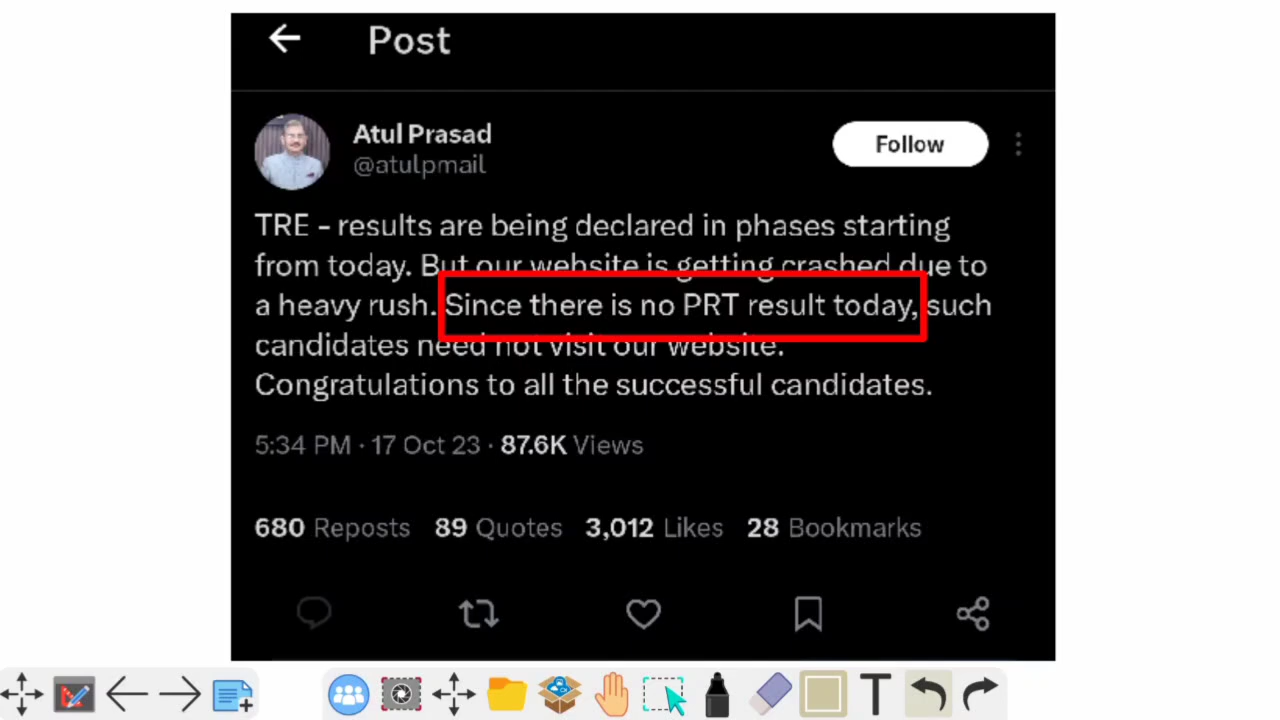 Post
Atul Prasad
@atulpmail
Follow
TRE - results are being declared in phases starting
from today. But our website is getting crashed due to
a heavy rush. Since there is no PRT result today, such
candidates need not visit our website.
Congratulations to all the successful candidates.
5:34 PM · 17 Oct 23 · 87.6K Views
680 Reposts 89 Quotes 3,012 Likes 28 Bookmarks
T